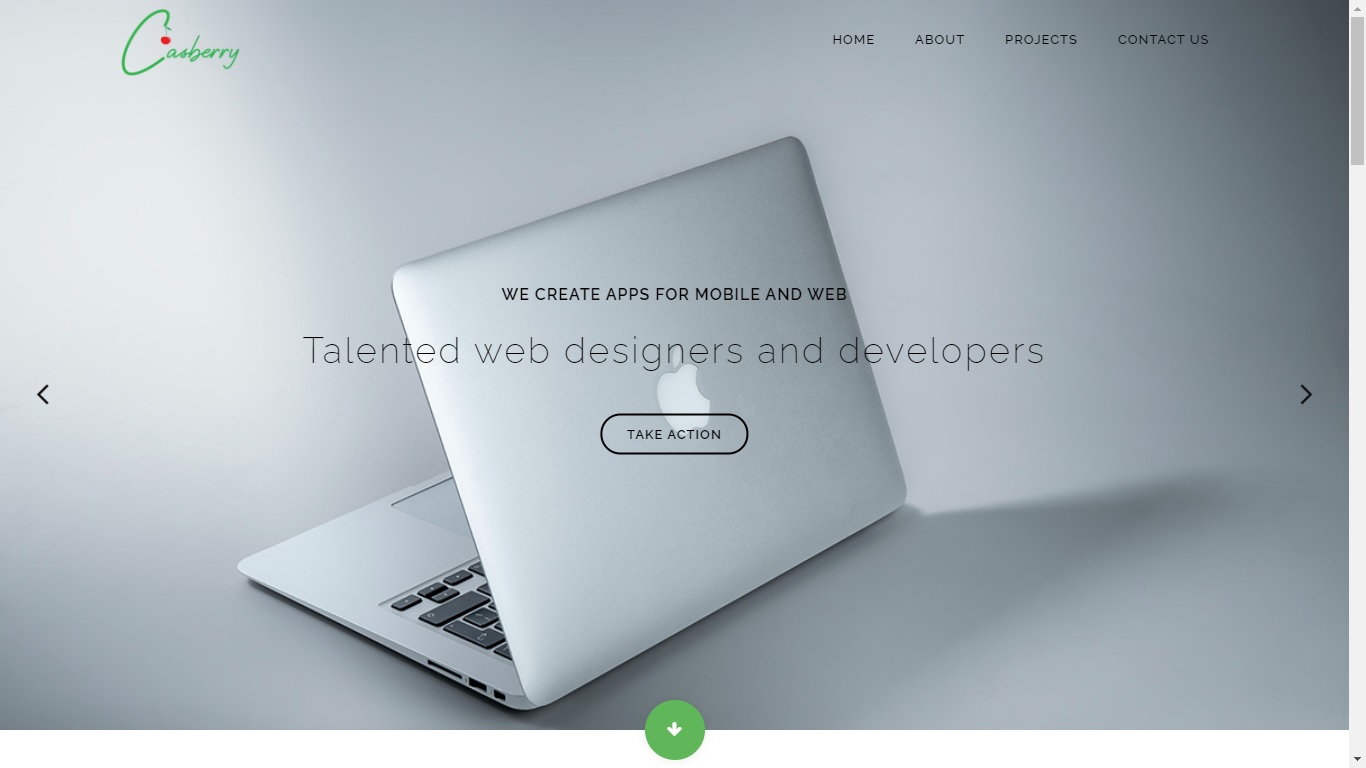 Casberry
HOME ABOUT PROJECTS CONTACT US
WE CREATE APPS FOR MOBILE AND WEB
Talented web designers and developers
TAKE ACTION